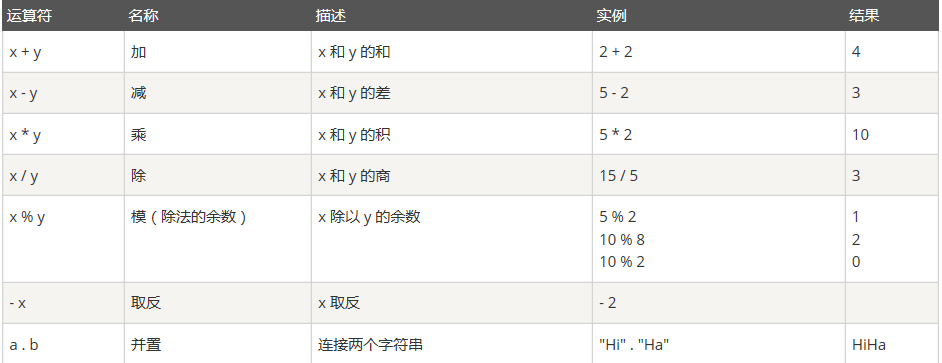 运算符 名称 描述 实例 结果
x + y 加 x 和 y 的和 2 + 2 4
x - y 减 x 和 y 的差 5 - 2 3
x * y 乘 x 和 y 的积 5 * 2 10
x / y 除 x 和 y 的商 15 / 5 3
x % y 模（除法的余数） x 除以 y 的余数 5 % 2 1
10 % 8 2
10 % 2 0
- x 取反 x 取反 - 2
a . b 并置 连接两个字符串 "Hi" . "Ha" HiHa